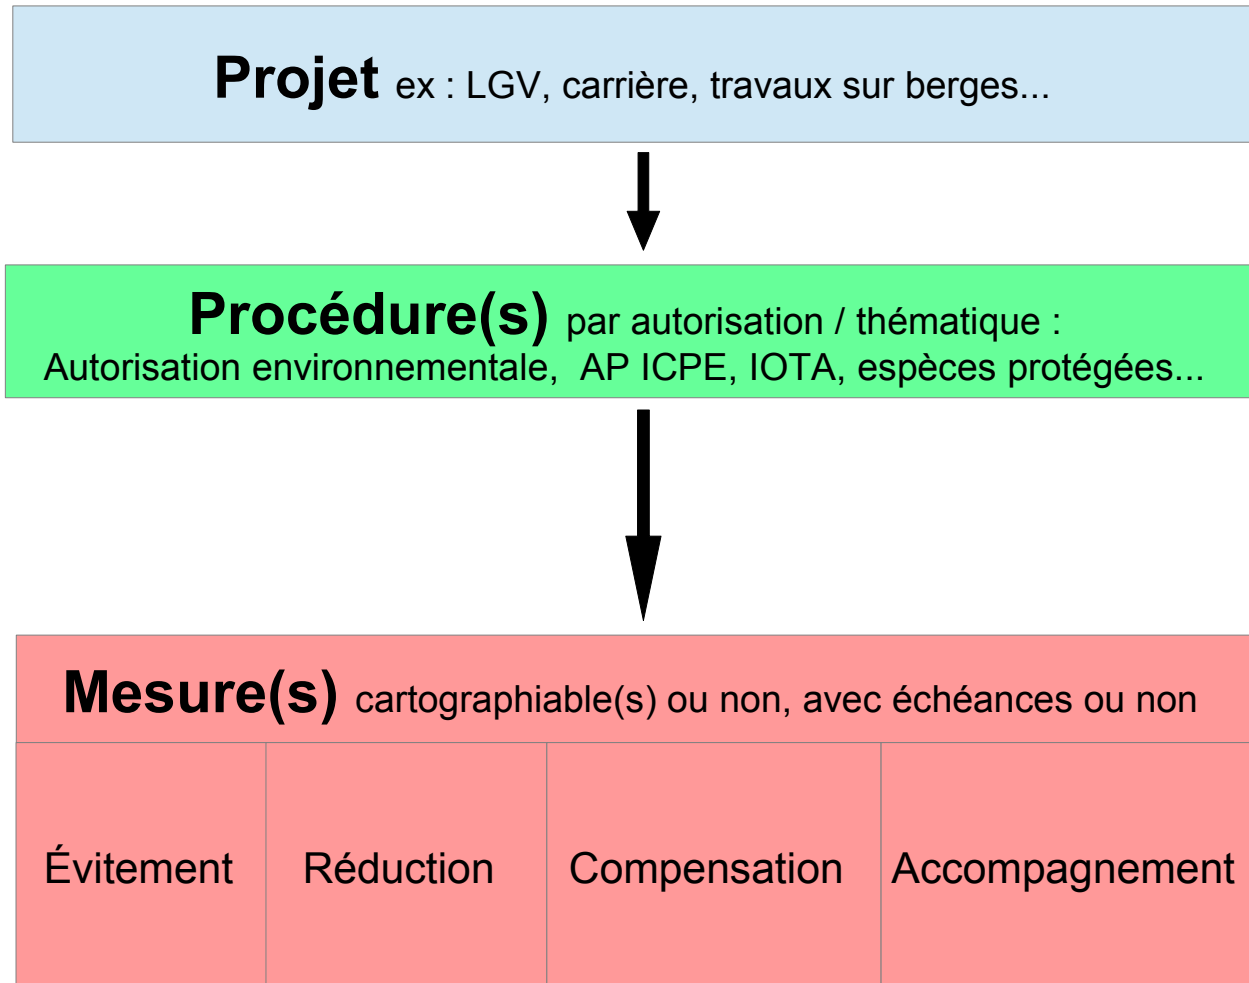 Projet ex : LGV, carrière, travaux sur berges...
Procédure(s) par autorisation / thématique :
Autorisation environnementale, AP ICPE, IOTA, espèces protégées...
Mesure(s) cartographiable(s) ou non, avec échéances ou non
Évitement
Réduction
Compensation
Accompagnement